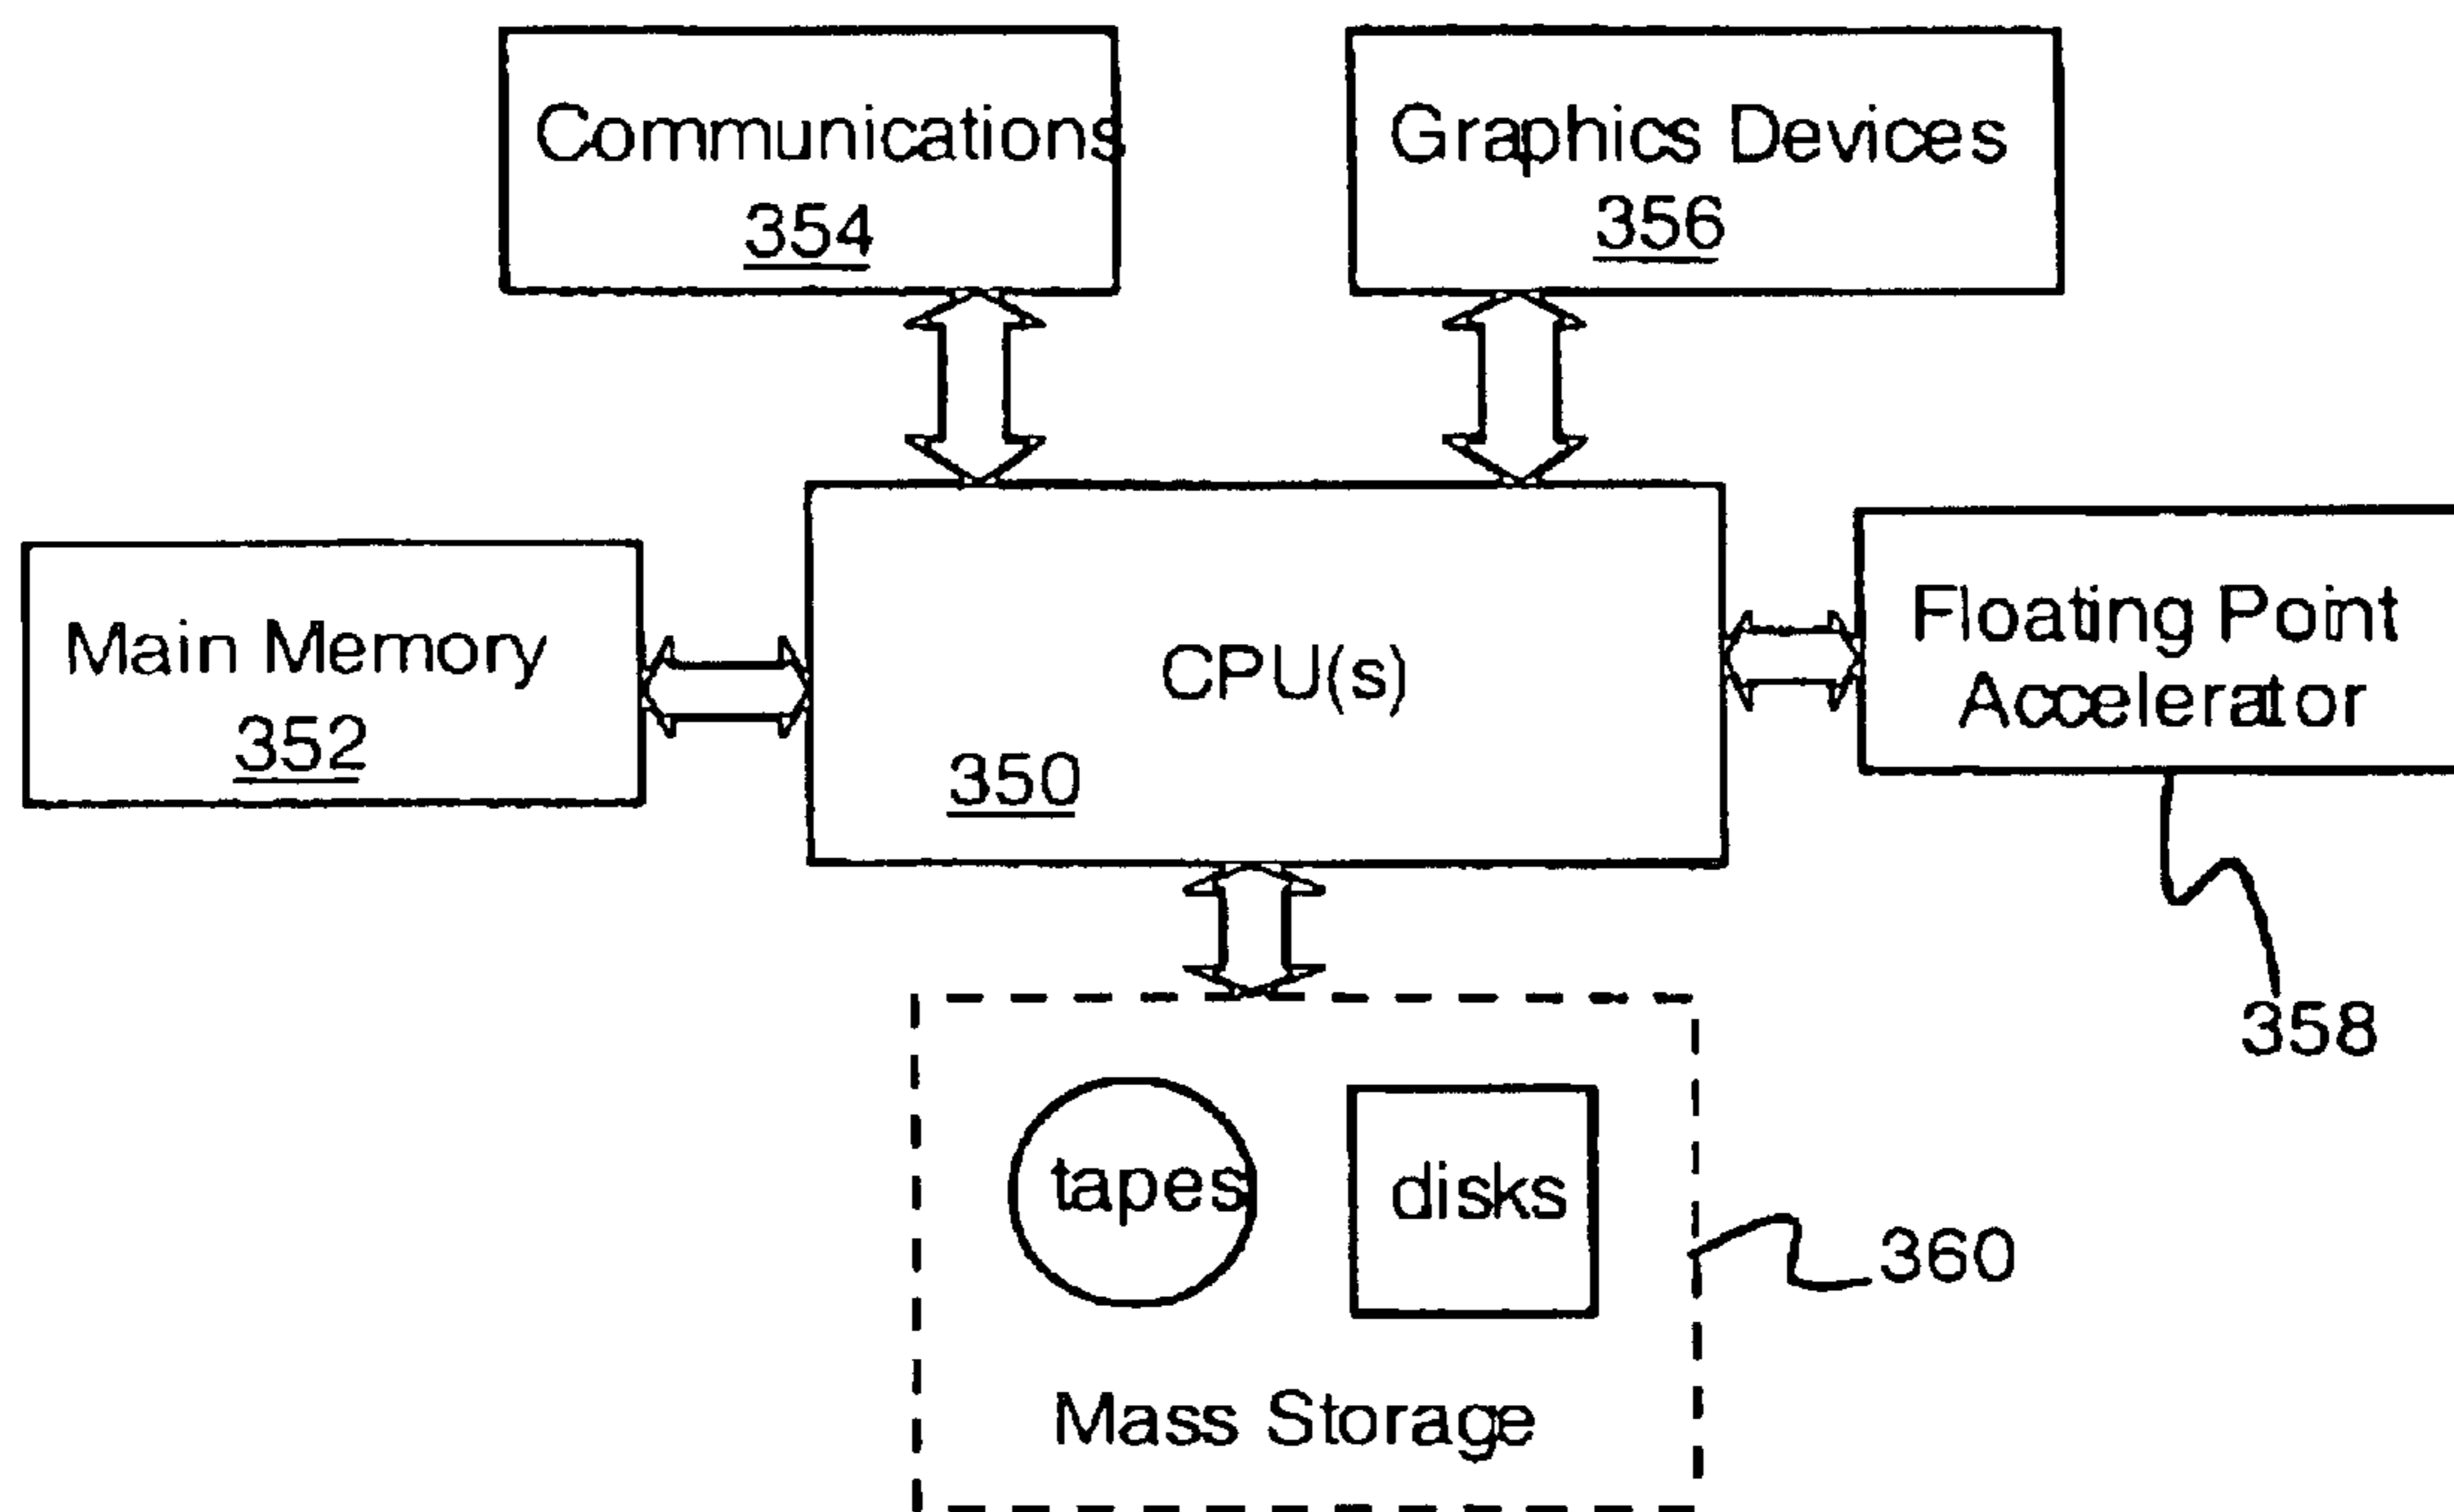 Communications
354
Graphics Devices
356
Main Memory
352
CPU(s)
350
Floating Point
Accelerator
358
tapes
disks
360
Mass Storage